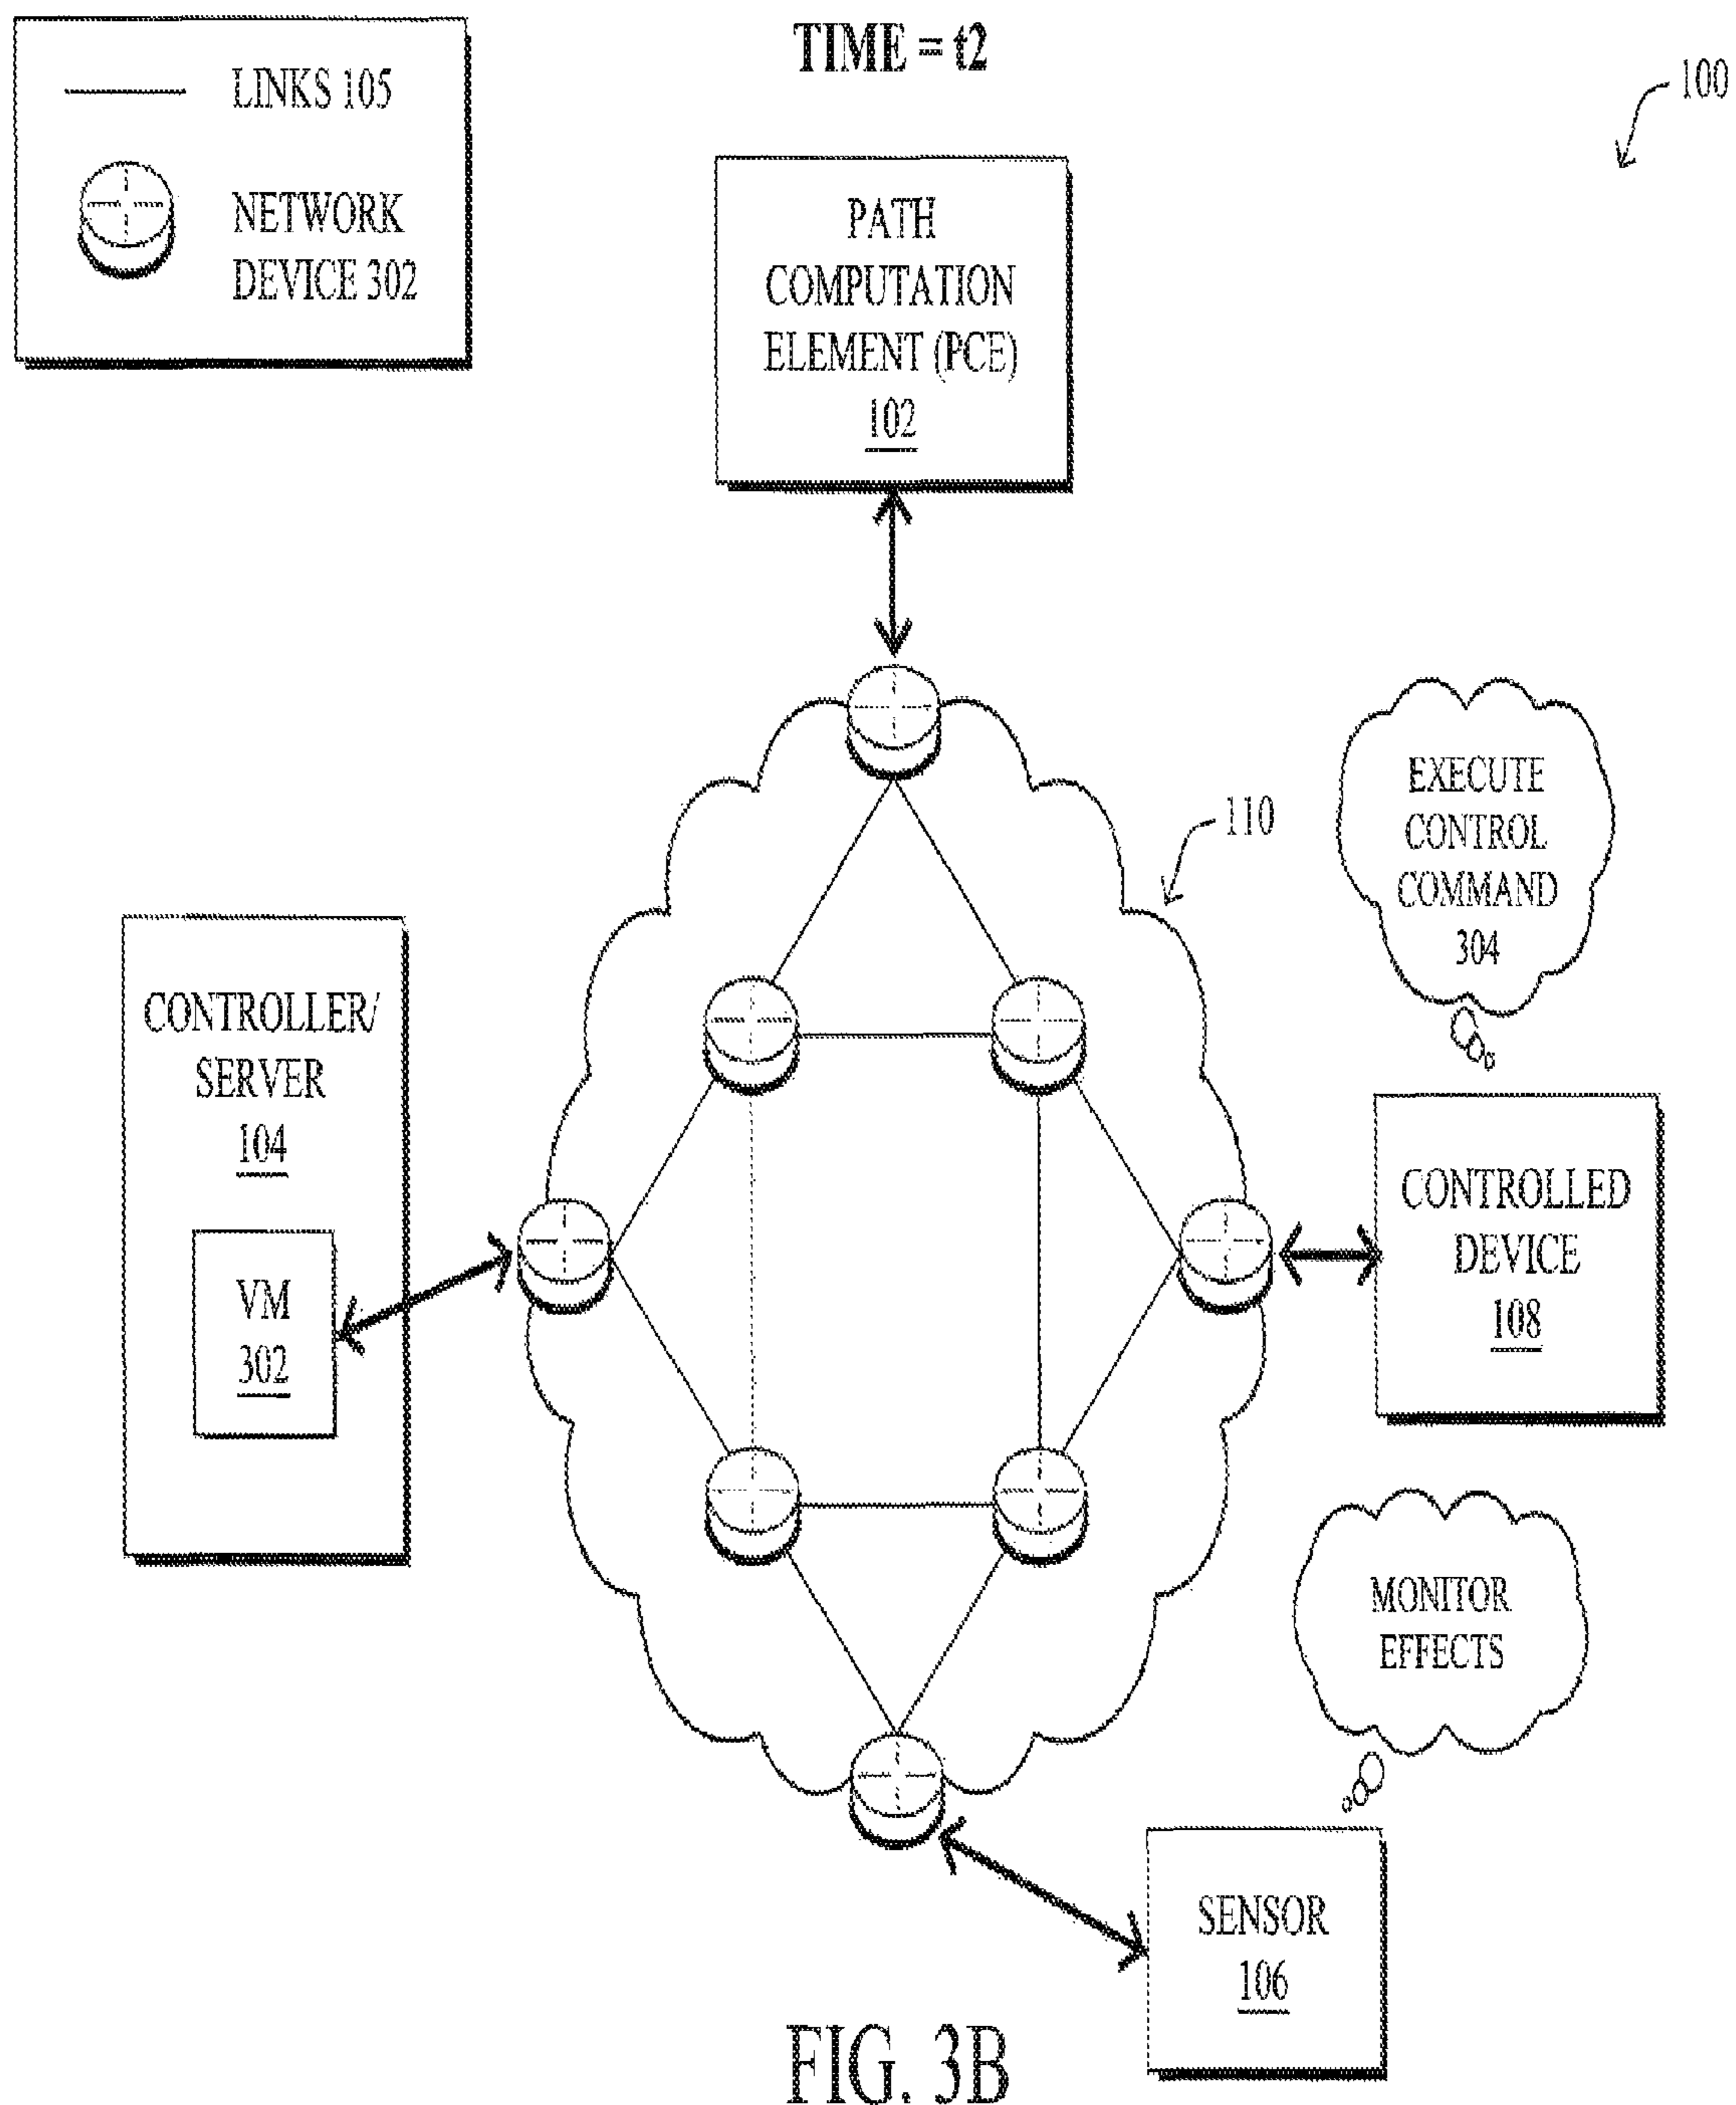 LINKS 105
NETWORK
DEVICE 302
TIME = t2
100
PATH
COMPUTATION
ELEMENT (PCE)
102
110
EXECUTE
CONTROL
COMMAND
304
CONTROLLER/
SERVER
104
VM
302
CONTROLLED
DEVICE
108
MONITOR
EFFECTS
SENSOR
106
FIG. 3B